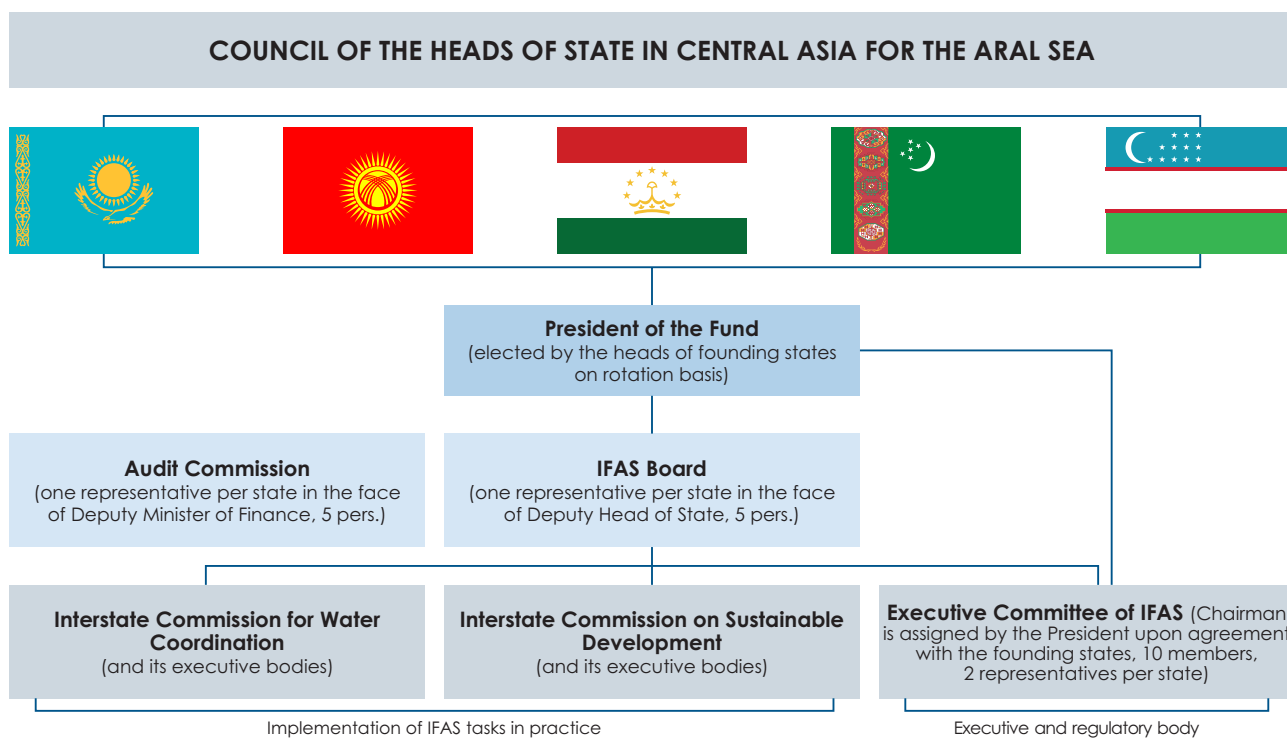 COUNCIL OF THE HEADS OF STATE IN CENTRAL ASIA FOR THE ARAL SEA
President of the Fund
(elected by the heads of founding states
on rotation basis)
Audit Commission
(one representative per state in the face
of Deputy Minister of Finance, 5 pers.)
IFAS Board
(one representative per state in the face
of Deputy Head of State, 5 pers.)
Interstate Commission for Water
Coordination
(and its executive bodies)
Interstate Commission on Sustainable
Development
(and its executive bodies)
Executive Committee of IFAS (Chairman
is assigned by the President upon agreement
with the founding states, 10 members,
2 representatives per state)
Implementation of IFAS tasks in practice
Executive and regulatory body